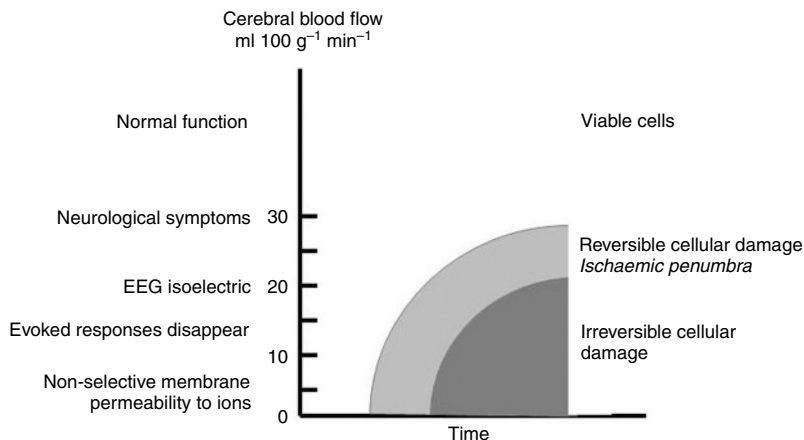 Cerebral blood flow
ml 100 g⁻¹ min⁻¹
Normal function
Viable cells
Neurological symptoms
30
Reversible cellular damage
Ischaemic penumbra
EEG isoelectric
20
Evoked responses disappear
Irreversible cellular
damage
10
Non-selective membrane
permeability to ions
0
Time